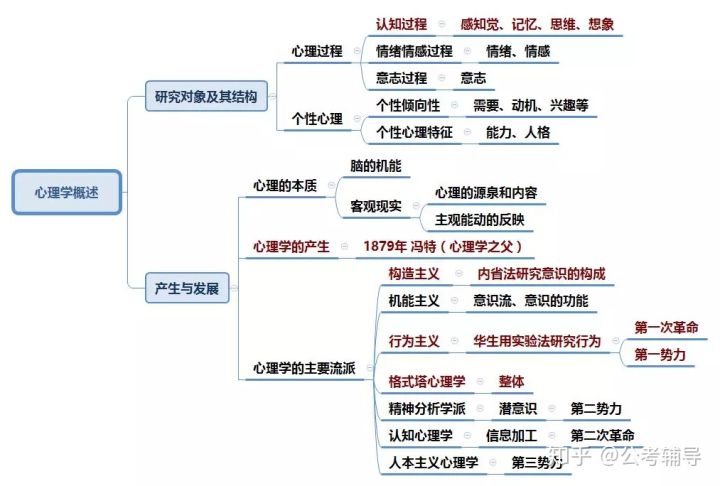 心理学概述
研究对象及其结构
心理过程
认知过程
感知觉、记忆、思维、想象
情绪情感过程
情绪、情感
意志过程
意志
个性心理
个性倾向性
需要、动机、兴趣等
个性心理特征
能力、人格
产生与发展
心理的本质
脑的机能
客观现实
心理的源泉和内容
主观能动的反映
心理学的产生
1879年 冯特（心理学之父）
心理学的主要流派
构造主义
内省法研究意识的构成
机能主义
意识流、意识的功能
行为主义
华生用实验法研究行为
第一次革命
第一势力
格式塔心理学
整体
精神分析学派
潜意识
第二势力
认知心理学
信息加工
第二次革命
人本主义心理学
第三势力
知乎 @公考辅导